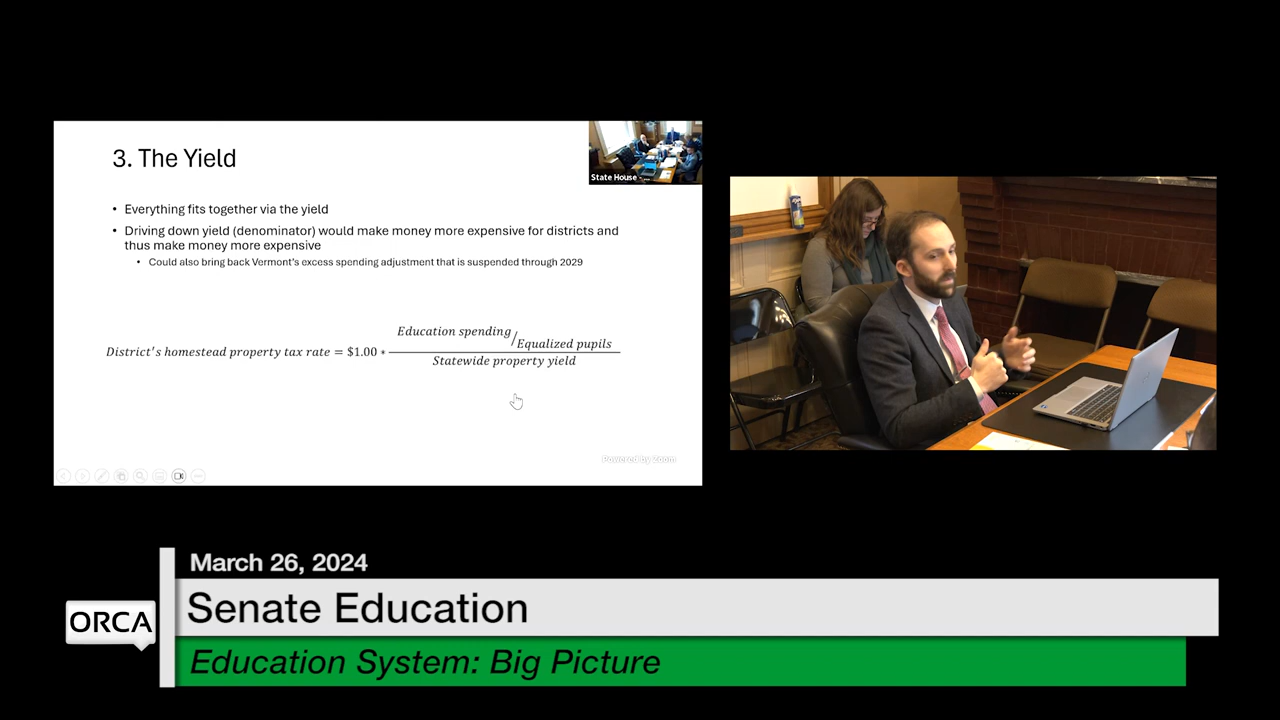 3. The Yield
State House - ...
• Everything fits together via the yield
• Driving down yield (denominator) would make money more expensive for districts and
thus make money more expensive
• Could also bring back Vermont's excess spending adjustment that is suspended through 2029
District's homestead property tax rate = $1.00 * Education spending/Equalized pupils
Statewide property yield
Powered by Zoom
March 26, 2024
ORCA
Senate Education
Education System: Big Picture